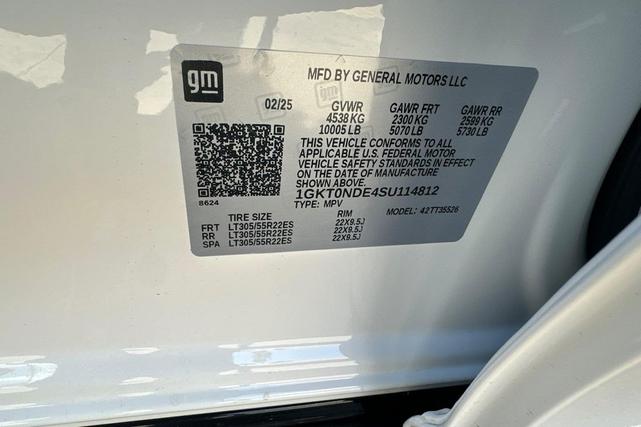 gm
MFD BY GENERAL MOTORS LLC
02/25 GVWR GAWR FRT GAWR RR
4538 KG 2300 KG 2599 KG
10005 LB 5070 LB 5730 LB
THIS VEHICLE CONFORMS TO ALL
APPLICABLE U.S. FEDERAL MOTOR
VEHICLE SAFETY STANDARDS IN EFFECT
ON THE DATE OF MANUFACTURE
SHOWN ABOVE.
8624
1GKT0NDE4SU114812
TYPE: MPV MODEL: 42TT35526
TIRE SIZE RIM
FRT LT305/55R22ES 22X9.5J
RR LT305/55R22ES 22X9.5J
SPA LT305/55R22ES 22X9.5J